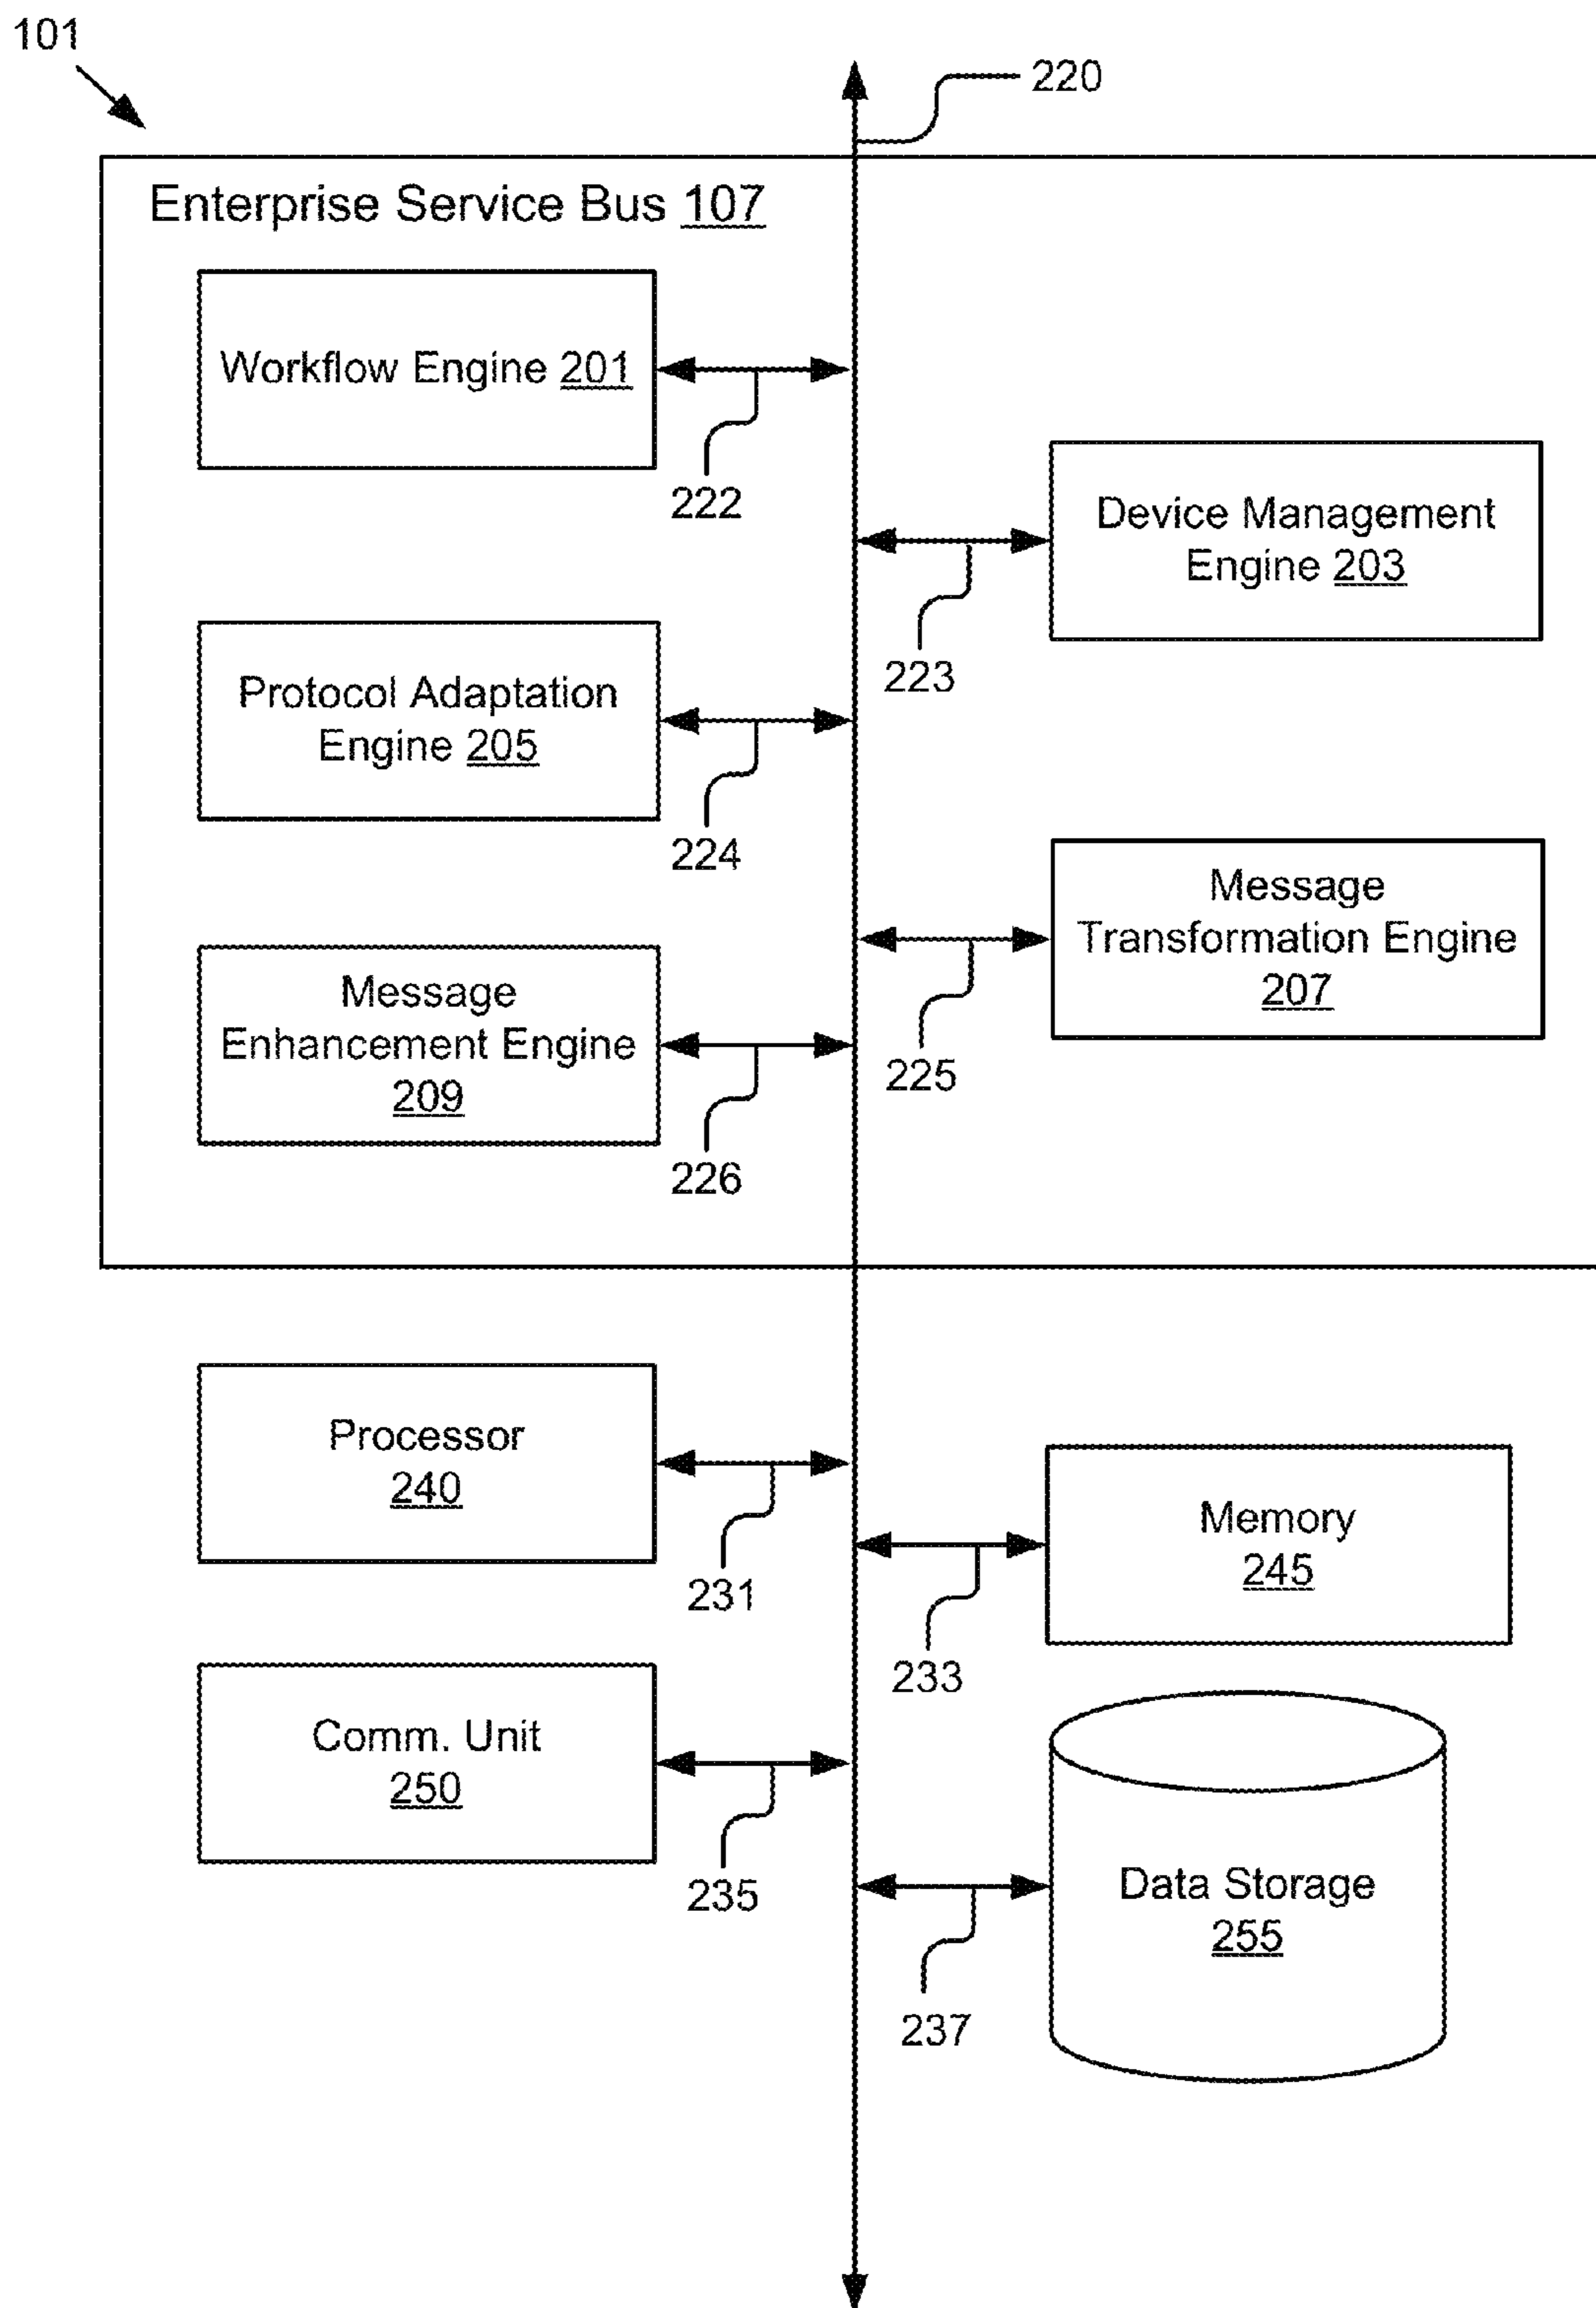 101
220
Enterprise Service Bus 107
Workflow Engine 201
222
Device Management
Engine 203
223
Protocol Adaptation
Engine 205
224
Message
Transformation Engine
207
225
Message
Enhancement Engine
209
226
Processor
240
231
Memory
245
233
Comm. Unit
250
235
Data Storage
255
237